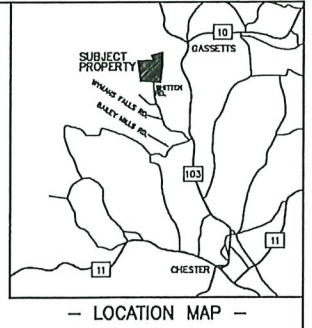 10
GASSETTS
SUBJECT
PROPERTY
WHITTEN
RD.
WYMANS FALLS RD.
BAILEY MILLS RD.
103
11
11
CHESTER
- LOCATION MAP -